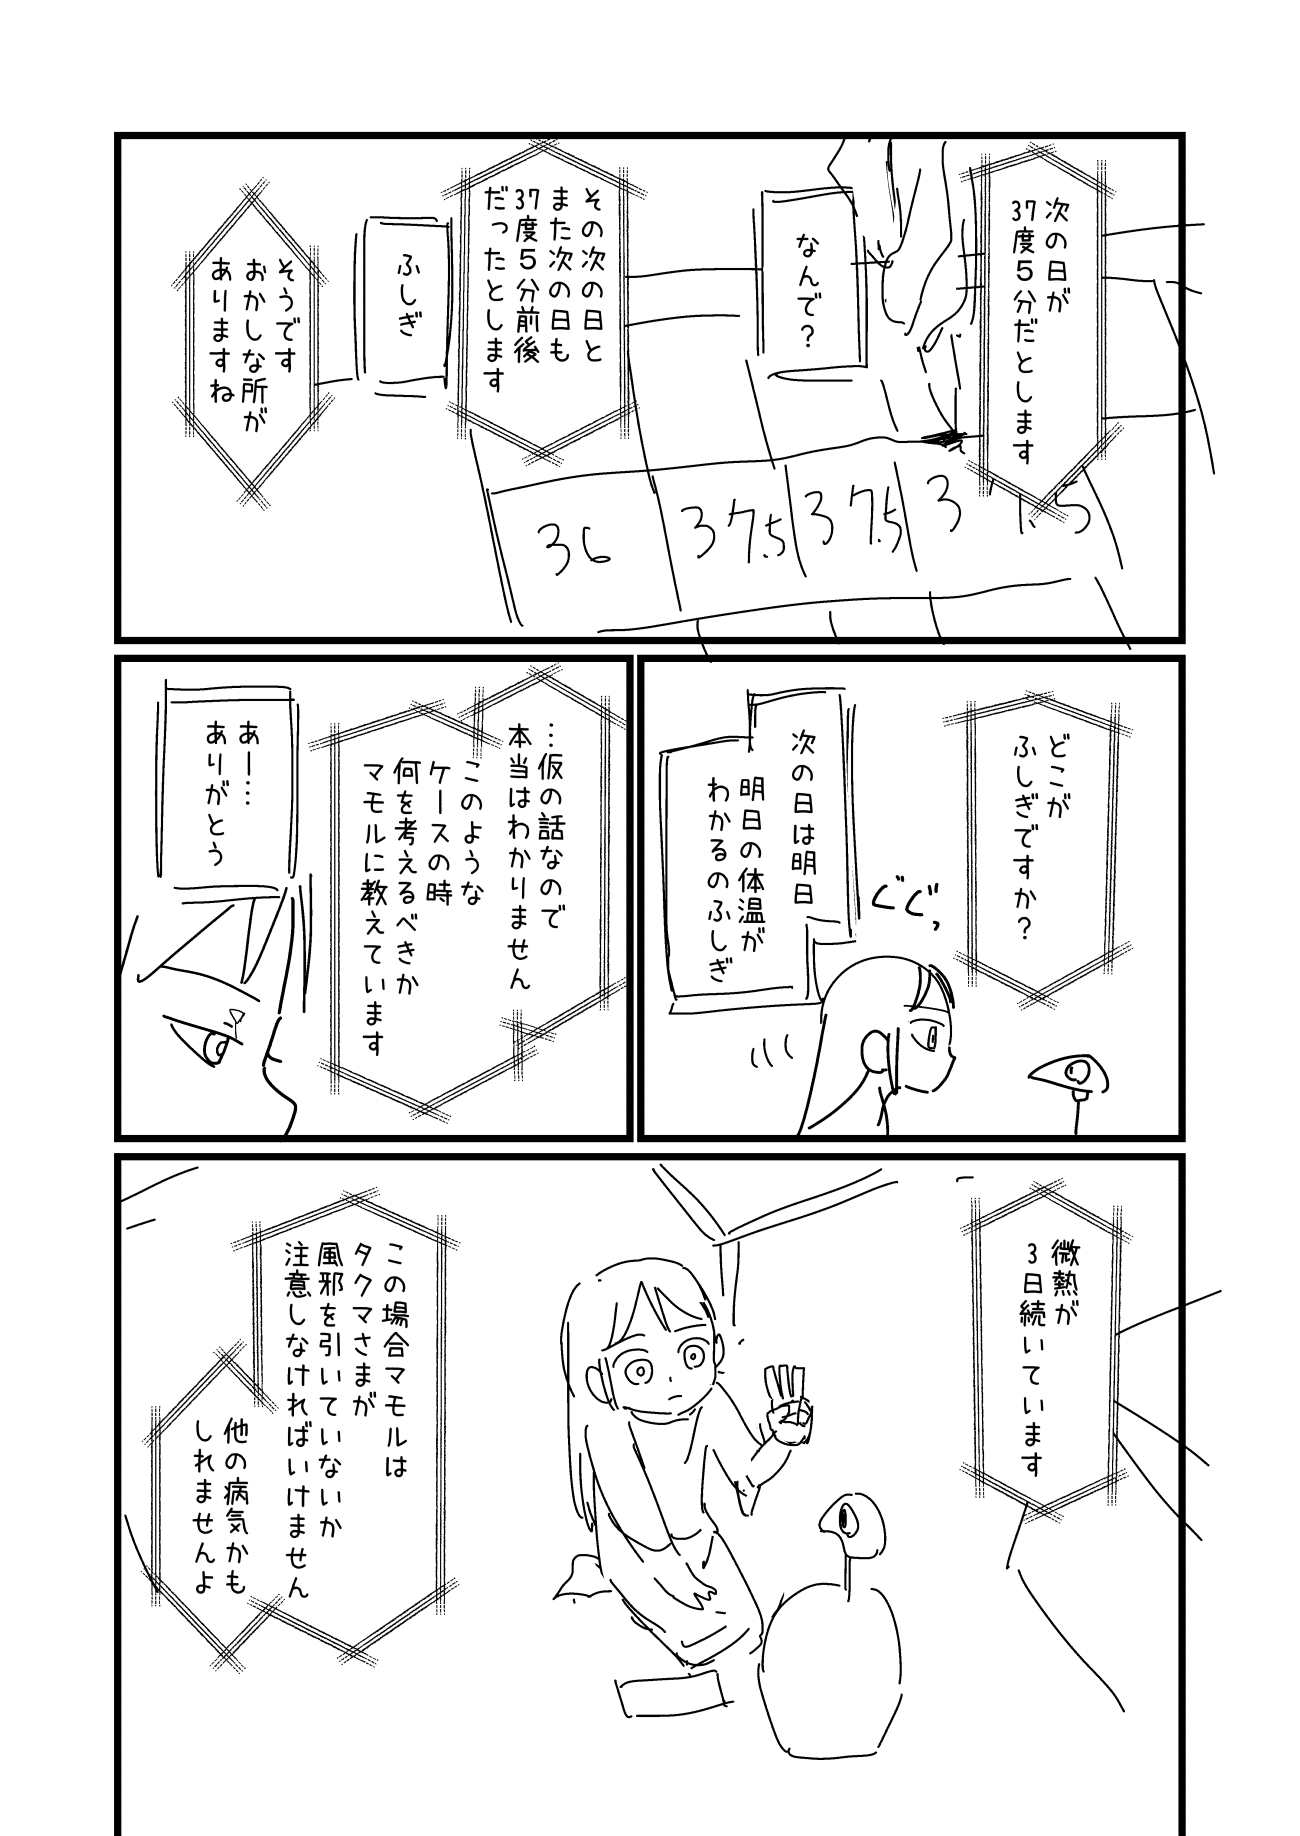 次の日が
37度5分だとします
なんで?
その次の日と
また次の日も
37度5分前後
だったとします
ふしぎ
そうです
おかしな所が
ありますね
36
37.5
37.5
3
5
どこが
ふしぎですか?
ぐぐっ
次の日は明日
明日の体温が
わかるのふしぎ
…仮の話なので
本当はわかりません
このような
ケースの時
何を考えるべきか
マモルに教えています
あー…
ありがとう
微熱が
3日続いています
この場合マモルは
タクマさまが
風邪を引いていないか
注意しなければいけません
他の病気かも
しれませんよ